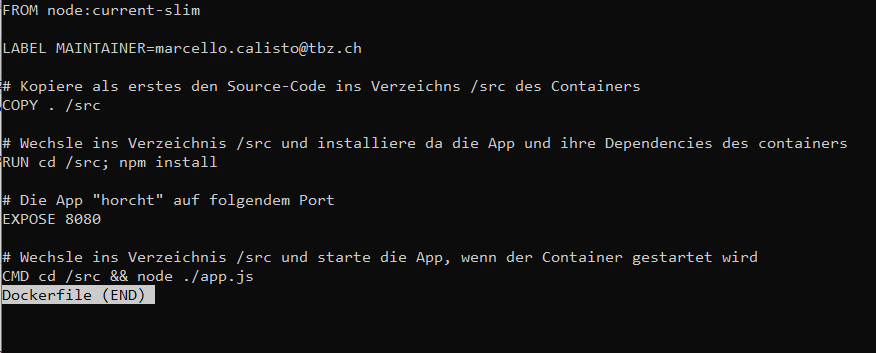 FROM node:current-slim
LABEL MAINTAINER=marcello.calisto@tbz.ch
# Kopiere als erstes den Source-Code ins Verzeichns /src des Containers
COPY . /src
# Wechsle ins Verzeichnis /src und installiere da die App und ihre Dependencies des containers
RUN cd /src; npm install
# Die App "horcht" auf folgendem Port
EXPOSE 8080
# Wechsle ins Verzeichnis /src und starte die App, wenn der Container gestartet wird
CMD cd /src && node ./app.js
Dockerfile (END)